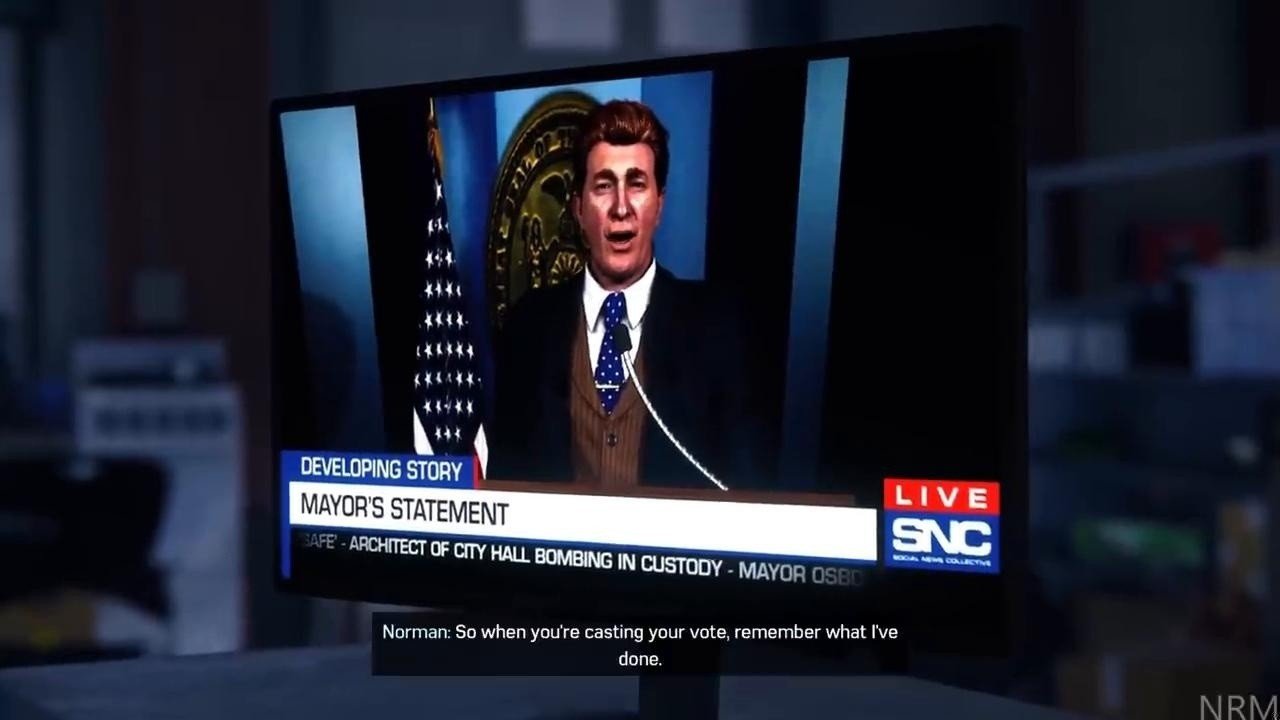 DEVELOPING STORY
MAYOR'S STATEMENT
'SAFE' - ARCHITECT OF CITY HALL BOMBING IN CUSTODY - MAYOR
LIVE
SNC
SOCIAL NEWS COLLECTIVE
Norman: So when you're casting your vote, remember what I've
done.
NRM